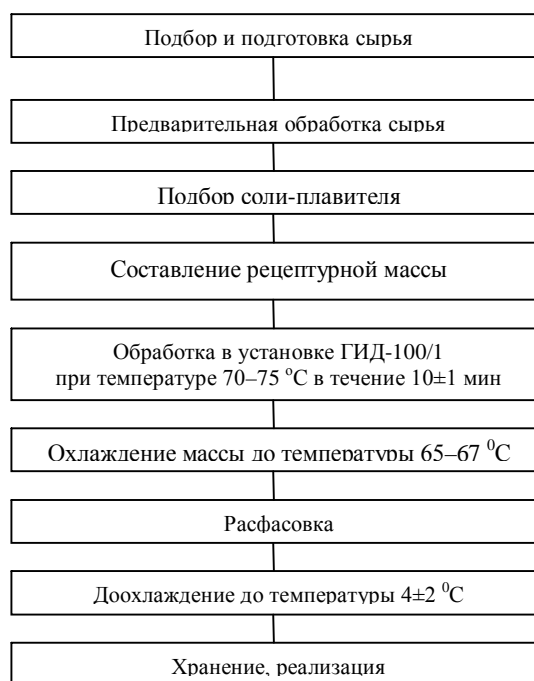 Подбор и подготовка сырья
Предварительная обработка сырья
Подбор соли-плавителя
Составление рецептурной массы
Обработка в установке ГИД-100/1
при температуре 70–75 °С в течение 10±1 мин
Охлаждение массы до температуры 65–67 ⁰С
Расфасовка
Доохлаждение до температуры 4±2 ⁰С
Хранение, реализация